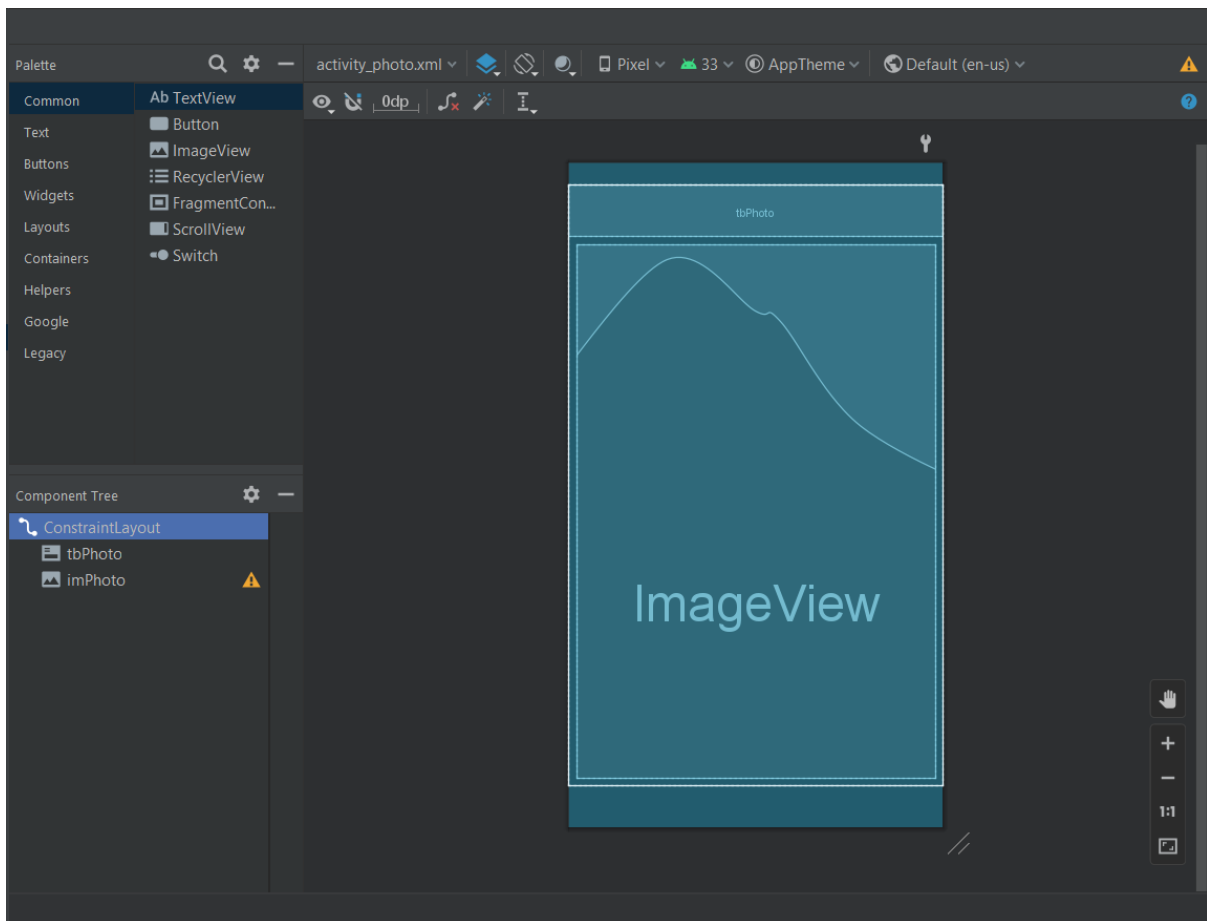 Palette
activity_photo.xml
Pixel
33
AppTheme
Default (en-us)
Common
Ab TextView
0dp
Text
Button
Buttons
ImageView
Widgets
RecyclerView
Layouts
FragmentCon...
Containers
ScrollView
Helpers
Switch
Google
Legacy
tbPhoto
ImageView
Component Tree
ConstraintLayout
tbPhoto
imPhoto
1:1